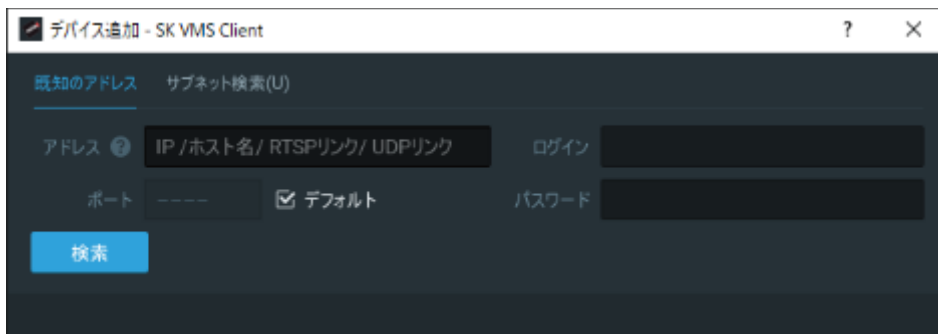 デバイス追加 - SK VMS Client ? ×
既知のアドレス サブネット検索(U)
アドレス ? IP /ホスト名/ RTSPリンク/ UDPリンク ログイン
ポート ---- デフォルト パスワード
検索